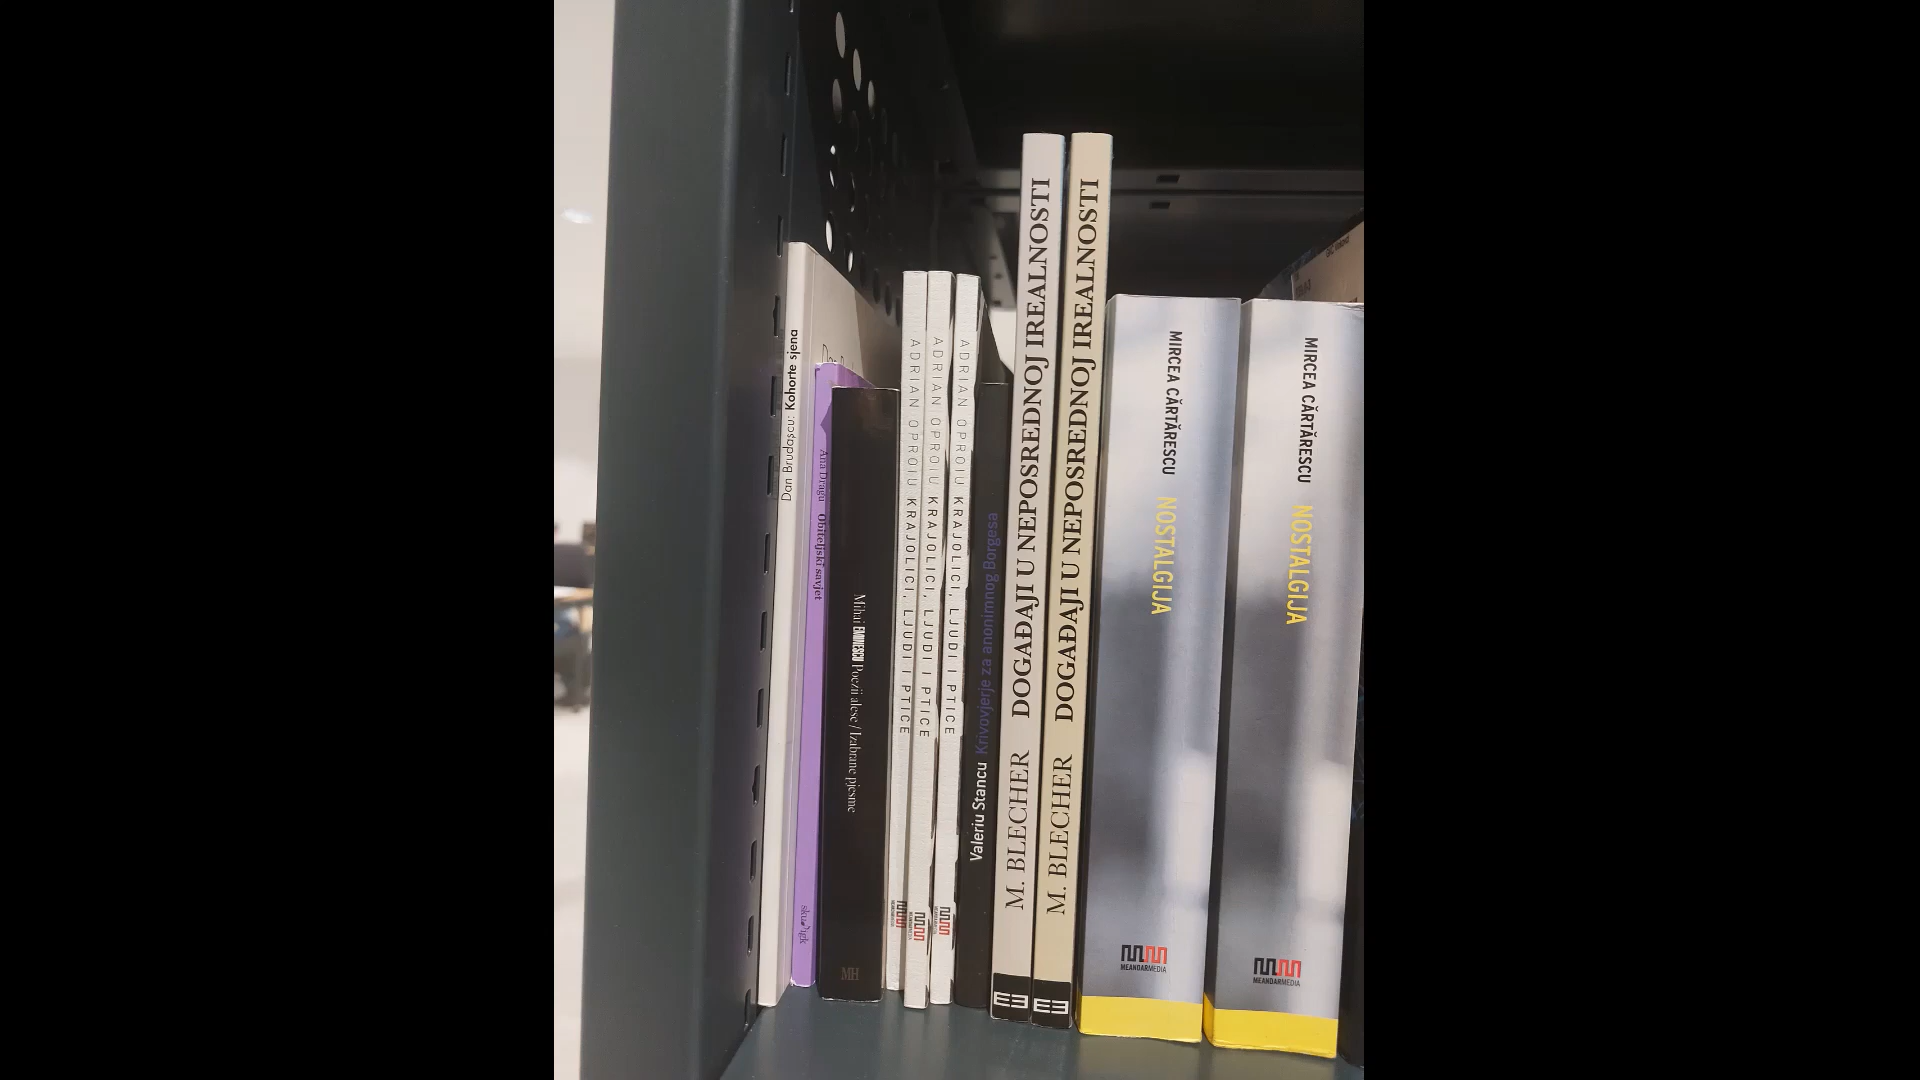 Dan Brudașcu: Kohorte sjena
Ana Dragu Obiteljski savjet
Mihai EMINESCU Poezii alese / Izabrane pjesme
MH
ADRIAN OPROIU KRAJOLICI, LJUDI I PTICE
ADRIAN OPROIU KRAJOLICI, LJUDI I PTICE
ADRIAN OPROIU KRAJOLICI, LJUDI I PTICE
Valeriu Stancu Krivovjerje za anonimnog Borgesa
M. BLECHER DOGAĐAJI U NEPOSREDNOJ IREALNOSTI
M. BLECHER DOGAĐAJI U NEPOSREDNOJ IREALNOSTI
MIRCEA CĂRTĂRESCU NOSTALGIJA
MEANDARMEDIA
MIRCEA CĂRTĂRESCU NOSTALGIJA
MEANDARMEDIA